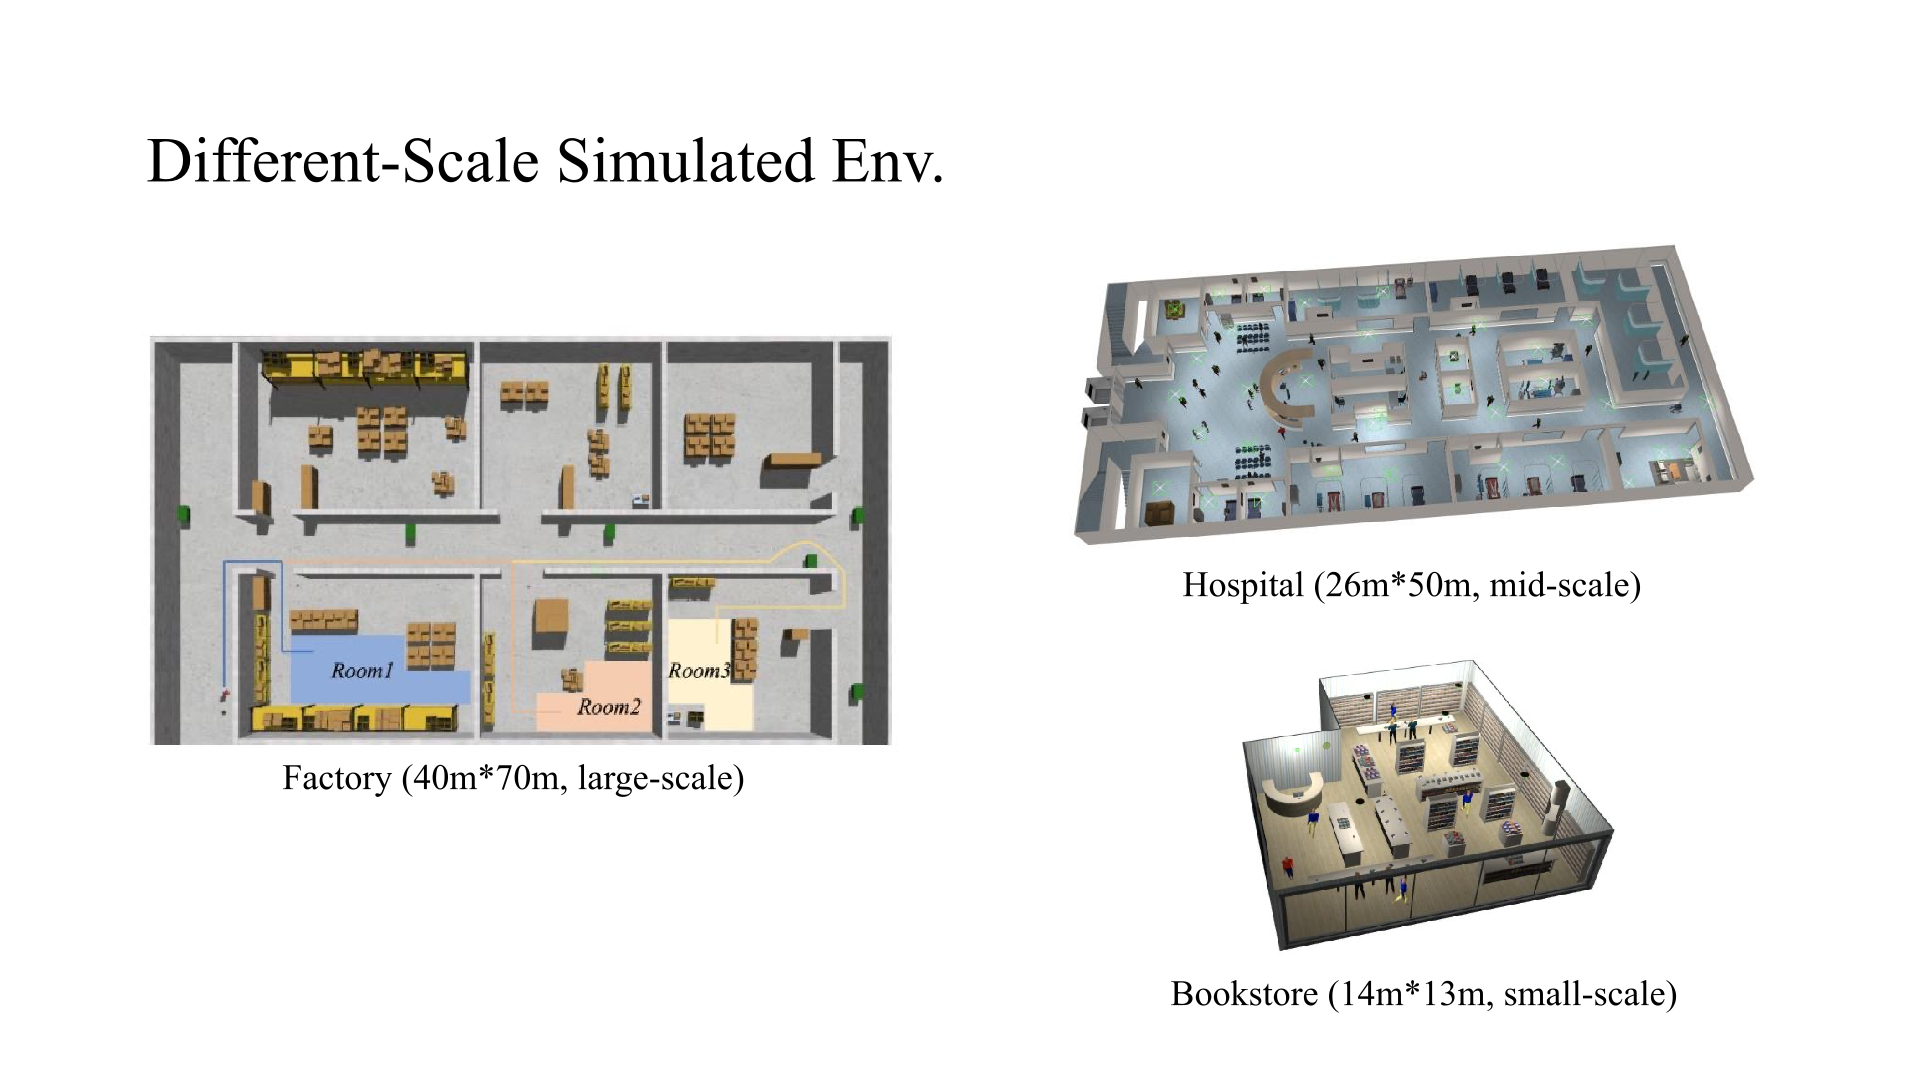 Different-Scale Simulated Env.
Room1
Room2
Room3
Factory (40m*70m, large-scale)
Hospital (26m*50m, mid-scale)
Bookstore (14m*13m, small-scale)